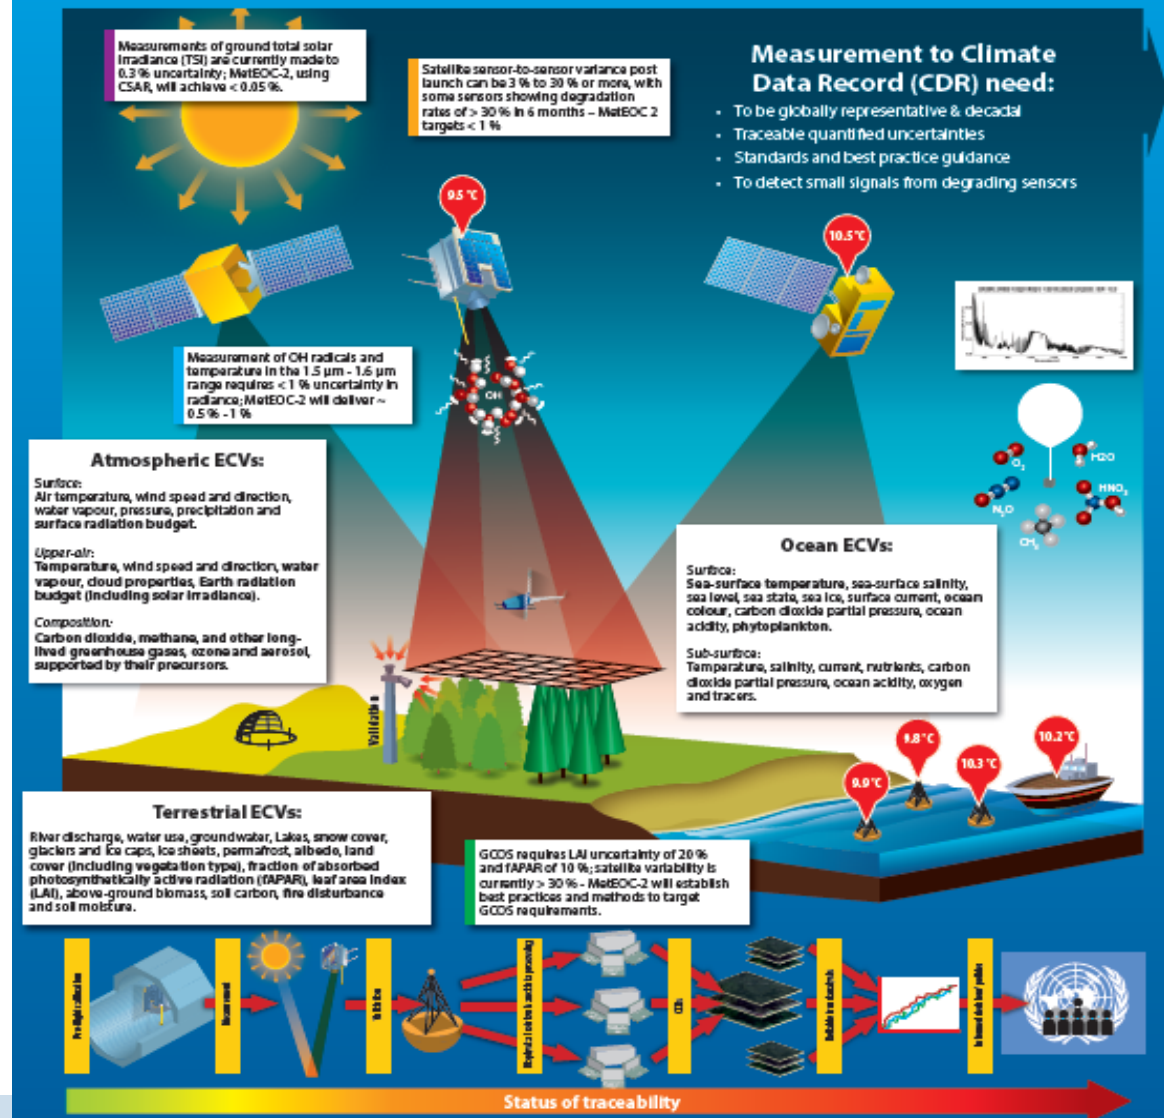 Measurements of ground total solar
irradiance (TSI) are currently made to
0.3 % uncertainty; MetEOC-2, using
CSAR, will achieve < 0.05 %.
Satellite sensor-to-sensor variance post
launch can be 3 % to 30 % or more, with
some sensors showing degradation
rates of > 30 % in 6 months – MetEOC 2
targets < 1 %
Measurement to Climate
Data Record (CDR) need:
• To be globally representative & decadal
• Traceable quantified uncertainties
• Standards and best practice guidance
• To detect small signals from degrading sensors
9.5 °C
10.5 °C
Measurement of OH radicals and
temperature in the 1.5 µm - 1.6 µm
range requires < 1 % uncertainty in
radiance; MetEOC-2 will deliver ~
0.5 % - 1 %
OH
O2
H2O
N2O
HNO3
CH4
Atmospheric ECVs:
Surface:
Air temperature, wind speed and direction,
water vapour, pressure, precipitation and
surface radiation budget.
Upper-air:
Temperature, wind speed and direction, water
vapour, cloud properties, Earth radiation
budget (including solar irradiance).
Composition:
Carbon dioxide, methane, and other long-
lived greenhouse gases, ozone and aerosol,
supported by their precursors.
Ocean ECVs:
Surface:
Sea-surface temperature, sea-surface salinity,
sea level, sea state, sea ice, surface current, ocean
colour, carbon dioxide partial pressure, ocean
acidity, phytoplankton.
Sub-surface:
Temperature, salinity, current, nutrients, carbon
dioxide partial pressure, ocean acidity, oxygen
and tracers.
Validation
9.8 °C
10.2 °C
10.3 °C
9.9 °C
Terrestrial ECVs:
River discharge, water use, groundwater, Lakes, snow cover,
glaciers and ice caps, ice sheets, permafrost, albedo, land
cover (including vegetation type), fraction of absorbed
photosynthetically active radiation (fAPAR), leaf area index
(LAI), above-ground biomass, soil carbon, fire disturbance
and soil moisture.
GCOS requires LAI uncertainty of 20 %
and fAPAR of 10 %; satellite variability is
currently > 30 % - MetEOC-2 will establish
best practices and methods to target
GCOS requirements.
Pre-flight calibration
Measurement
Validation
CDRs
Status of traceability